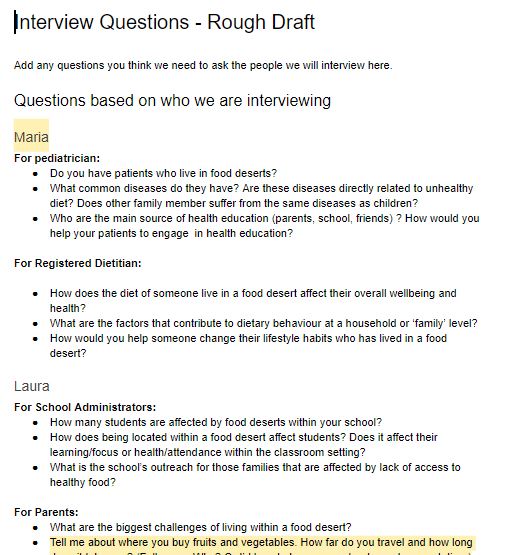 Interview Questions - Rough Draft
Add any questions you think we need to ask the people we will interview here.
Questions based on who we are interviewing
Maria
For pediatrician:
● Do you have patients who live in food deserts?
● What common diseases do they have? Are these diseases directly related to unhealthy
diet? Does other family member suffer from the same diseases as children?
● Who are the main source of health education (parents, school, friends) ? How would you
help your patients to engage in health education?
For Registered Dietitian:
● How does the diet of someone live in a food desert affect their overall wellbeing and
health?
● What are the factors that contribute to dietary behaviour at a household or ‘family’ level?
● How would you help someone change their lifestyle habits who has lived in a food
desert?
Laura
For School Administrators:
● How many students are affected by food deserts within your school?
● How does being located within a food desert affect students? Does it affect their
learning/focus or health/attendance within the classroom setting?
● What is the school’s outreach for those families that are affected by lack of access to
healthy food?
For Parents:
● What are the biggest challenges of living within a food desert?
● Tell me about where you buy fruits and vegetables. How far do you travel and how long